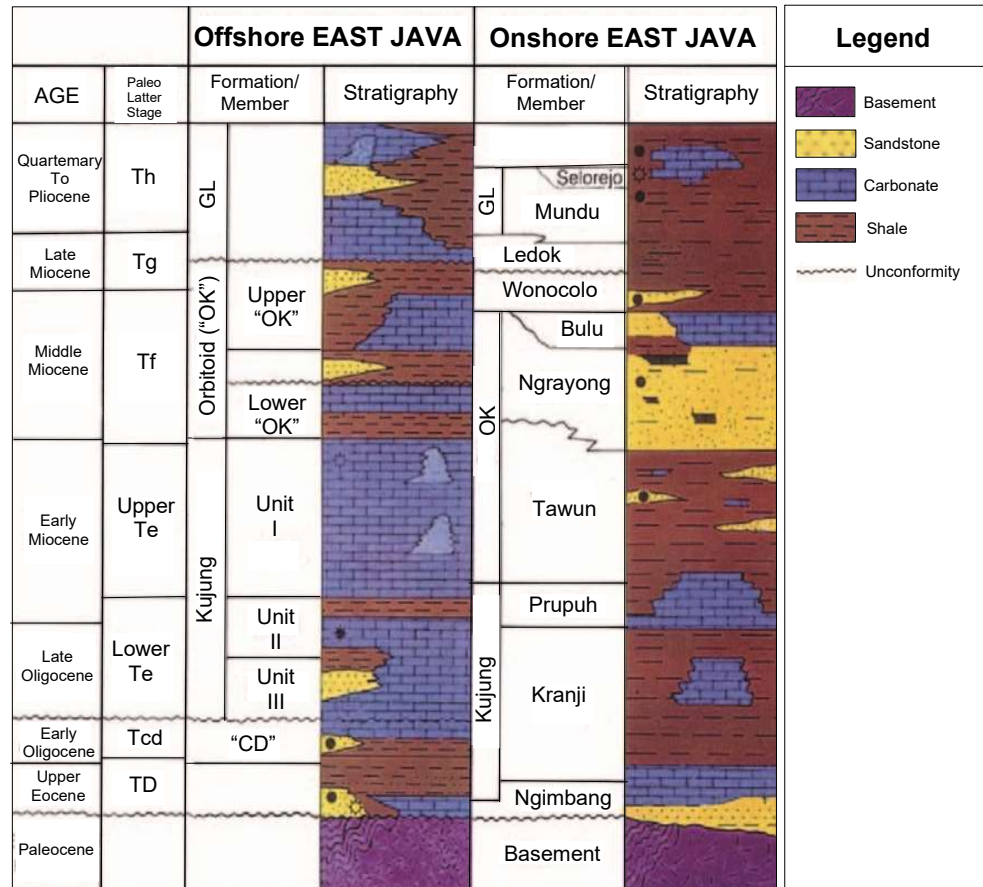 Offshore EAST JAVA
Onshore EAST JAVA
Legend
AGE
Paleo
Latter
Stage
Formation/
Member
Stratigraphy
Formation/
Member
Stratigraphy
Basement
Sandstone
Carbonate
Shale
Unconformity
Quartemary
To
Pliocene
Th
GL
GL
Selorejo
Mundu
Late
Miocene
Tg
Ledok
Wonocolo
Orbitoid ("OK")
Upper
"OK"
OK
Bulu
Middle
Miocene
Tf
Ngrayong
Lower
"OK"
Early
Miocene
Upper
Te
Kujung
Unit
I
Tawun
Prupuh
Unit
II
Late
Oligocene
Lower
Te
Unit
III
Kujung
Kranji
Early
Oligocene
Tcd
"CD"
Upper
Eocene
TD
Ngimbang
Paleocene
Basement